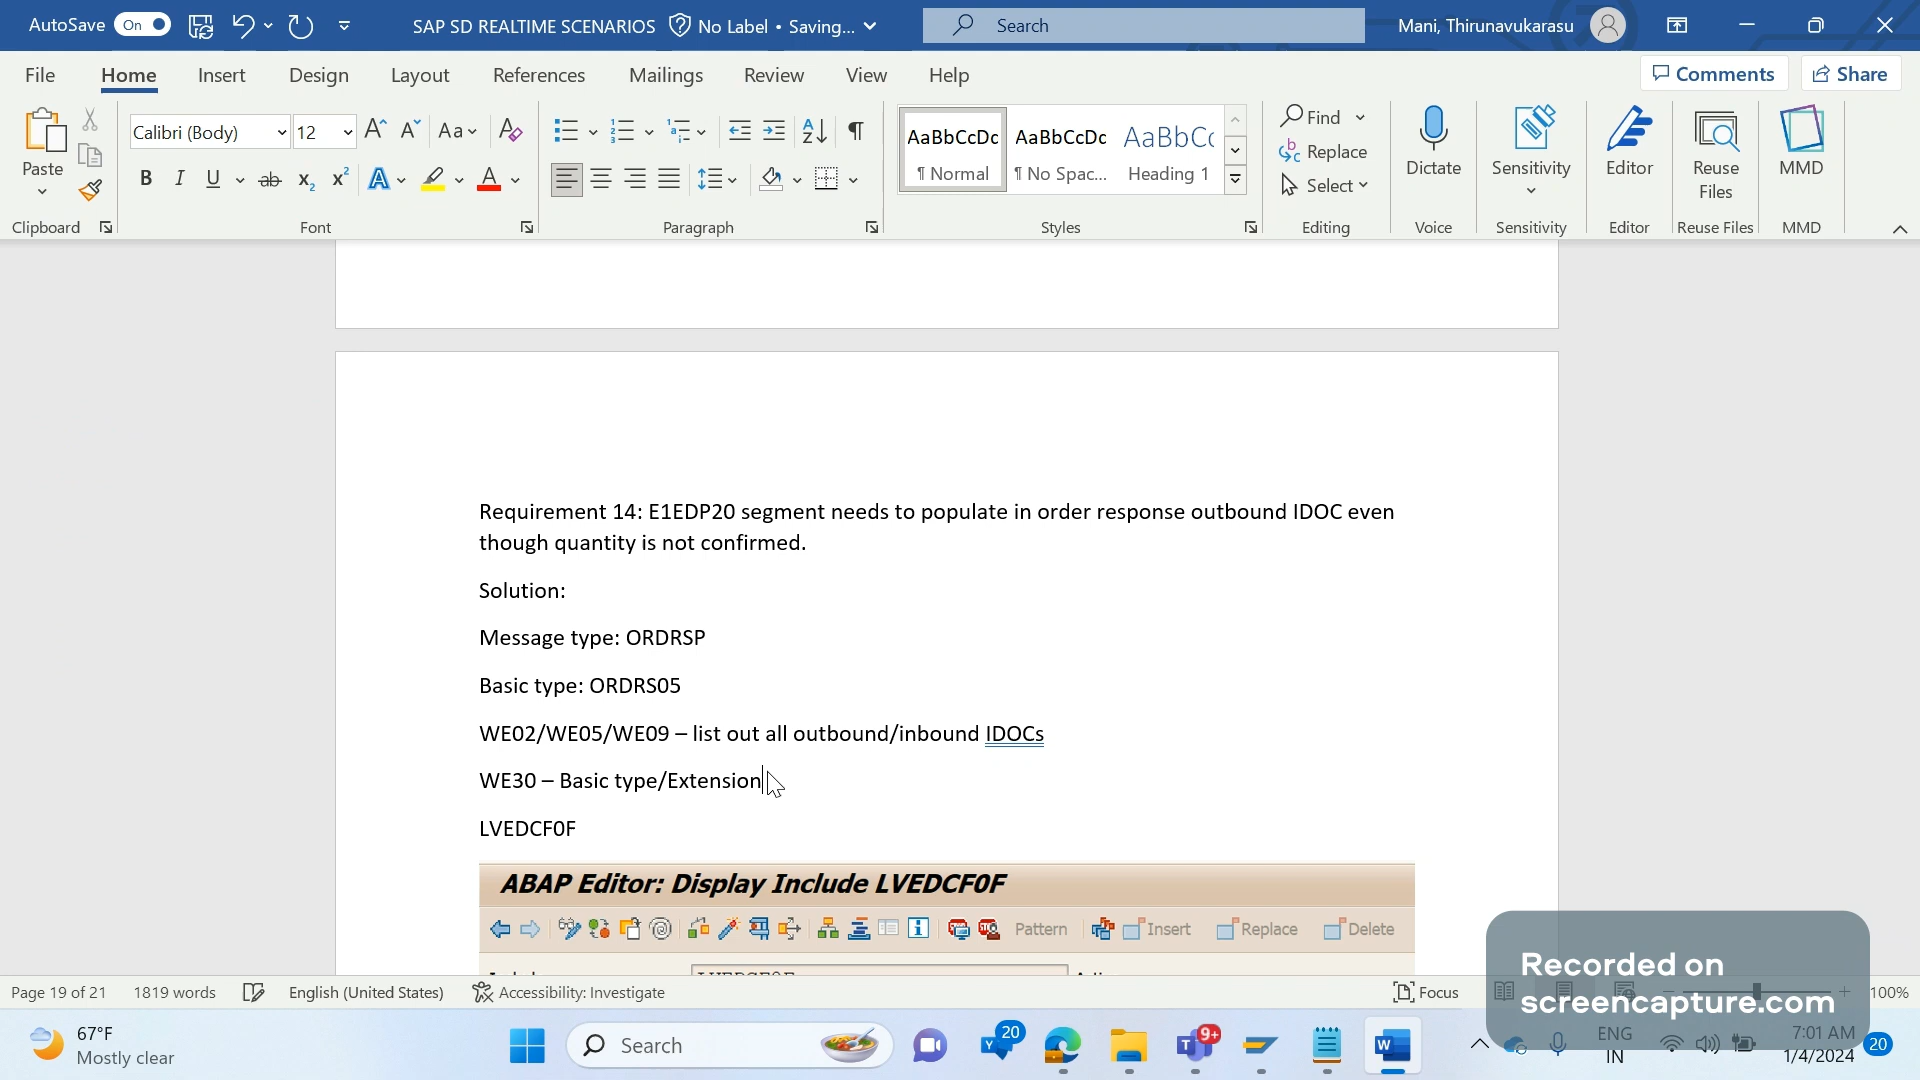 AutoSave On SAP SD REALTIME SCENARIOS No Label • Saving... Search Mani, Thirunavukarasu
File Home Insert Design Layout References Mailings Review View Help Comments Share
Paste Calibri (Body) 12 Aa AaBbCcDc AaBbCcDc AaBbCc Find Replace Select Dictate Sensitivity Editor Reuse Files MMD
B I U ab x2 x2 A A ¶ Normal ¶ No Spac... Heading 1
Clipboard Font Paragraph Styles Editing Voice Sensitivity Editor Reuse Files MMD
Requirement 14: E1EDP20 segment needs to populate in order response outbound IDOC even
though quantity is not confirmed.
Solution:
Message type: ORDRSP
Basic type: ORDRS05
WE02/WE05/WE09 – list out all outbound/inbound IDOCs
WE30 – Basic type/Extension
LVEDCF0F
ABAP Editor: Display Include LVEDCF0F
Pattern Insert Replace Delete
Recorded on
screencapture.com
Page 19 of 21 1819 words English (United States) Accessibility: Investigate Focus 100%
67°F
Mostly clear
Search 20 9+
ENG
IN
7:01 AM
1/4/2024
20